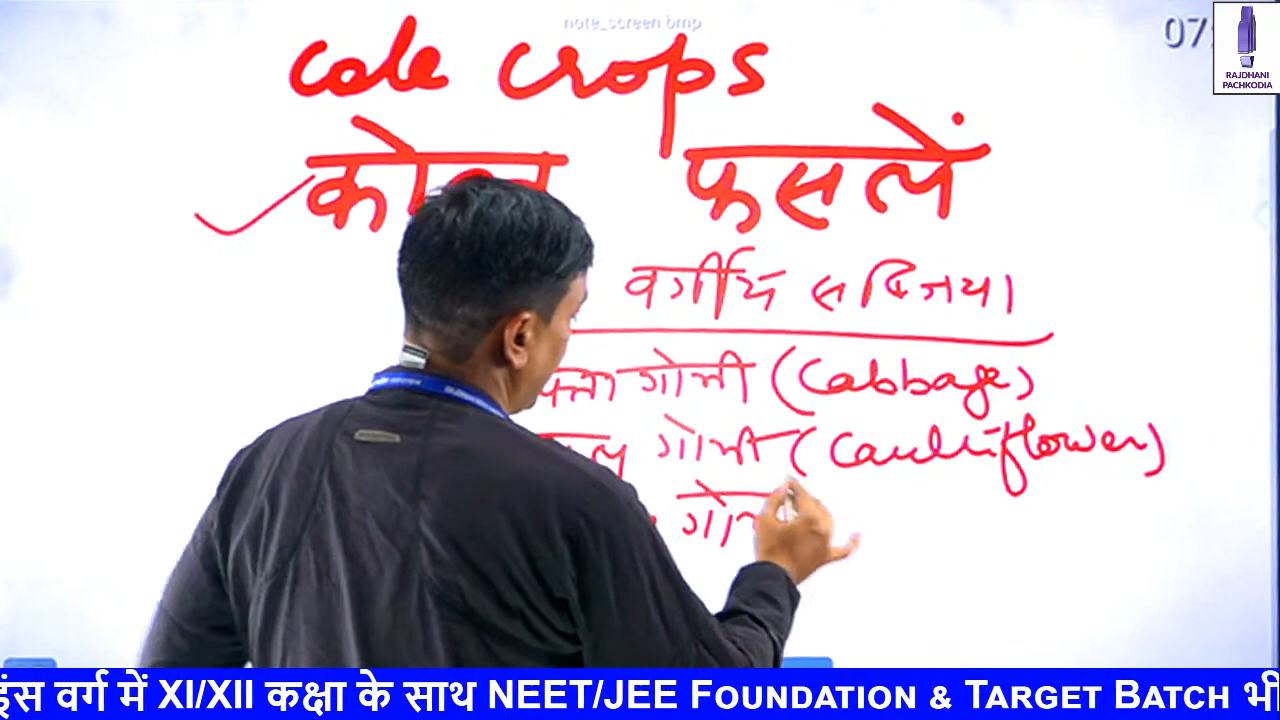 note_screen.bmp
07:
RAJDHANI
PACHKODIA
cole crops
फसलें
वर्गीय सब्जियां
पत्ता गोभी (Cabbage)
गोभी (Cauliflower)
इंस वर्ग में XI/XII कक्षा के साथ NEET/JEE FOUNDATION & TARGET BATCH भी